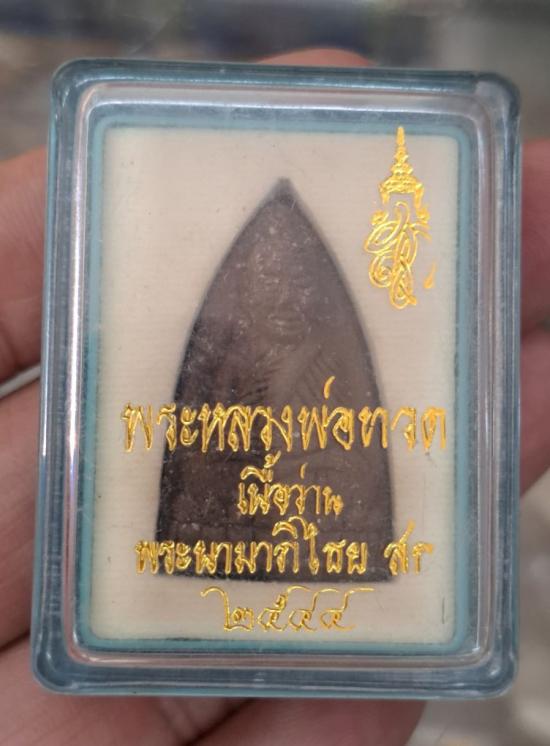 พระหลวงพ่อทวด
เนื้อว่าน
พระนามาภิไธย สก
๒๕๔๔